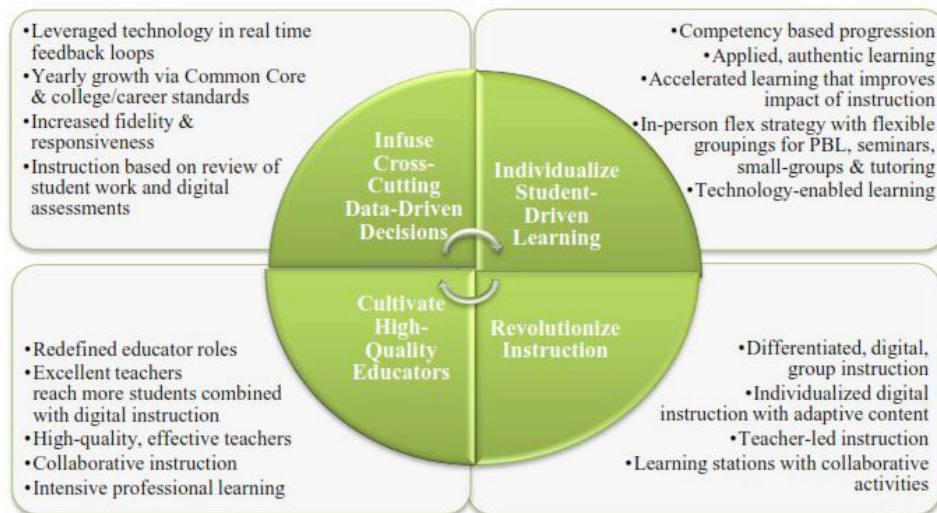 •Leveraged technology in real time
feedback loops
•Yearly growth via Common Core
& college/career standards
•Increased fidelity &
responsiveness
•Instruction based on review of
student work and digital
assessments
•Competency based progression
•Applied, authentic learning
•Accelerated learning that improves
impact of instruction
•In-person flex strategy with flexible
groupings for PBL, seminars,
small-groups & tutoring
•Technology-enabled learning
Infuse
Cross-
Cutting
Data-Driven
Decisions
Individualize
Student-
Driven
Learning
Cultivate
High-
Quality
Educators
Revolutionize
Instruction
•Redefined educator roles
•Excellent teachers
reach more students combined
with digital instruction
•High-quality, effective teachers
•Collaborative instruction
•Intensive professional learning
•Differentiated, digital,
group instruction
•Individualized digital
instruction with adaptive content
•Teacher-led instruction
•Learning stations with collaborative
activities